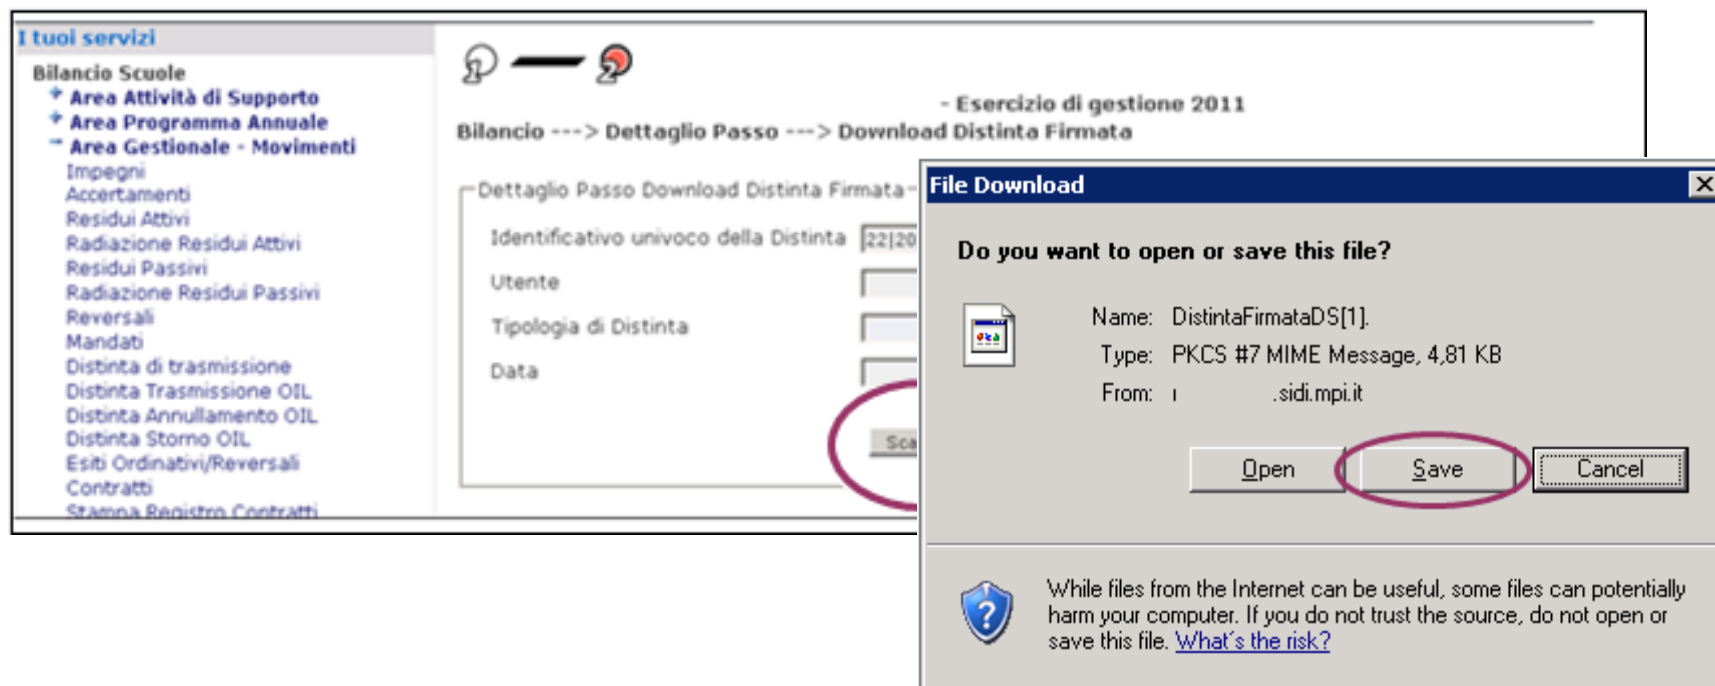 I tuoi servizi
Bilancio Scuole
Area Attività di Supporto
Area Programma Annuale
Area Gestionale - Movimenti
Impegni
Accertamenti
Residui Attivi
Radiazione Residui Attivi
Residui Passivi
Radiazione Residui Passivi
Reversali
Mandati
Distinta di trasmissione
Distinta Trasmissione OIL
Distinta Annullamento OIL
Distinta Storno OIL
Esiti Ordinativi/Reversali
Contratti
Stampa Registro Contratti
1 2
- Esercizio di gestione 2011
Bilancio ---> Dettaglio Passo ---> Download Distinta Firmata
Dettaglio Passo Download Distinta Firmata
Identificativo univoco della Distinta 22|20
Utente
Tipologia di Distinta
Data
Sca
File Download
Do you want to open or save this file?
Name: DistintaFirmataDS[1].
Type: PKCS #7 MIME Message, 4,81 KB
From: .sidi.mpi.it
Open Save Cancel
While files from the Internet can be useful, some files can potentially
harm your computer. If you do not trust the source, do not open or
save this file. What's the risk?